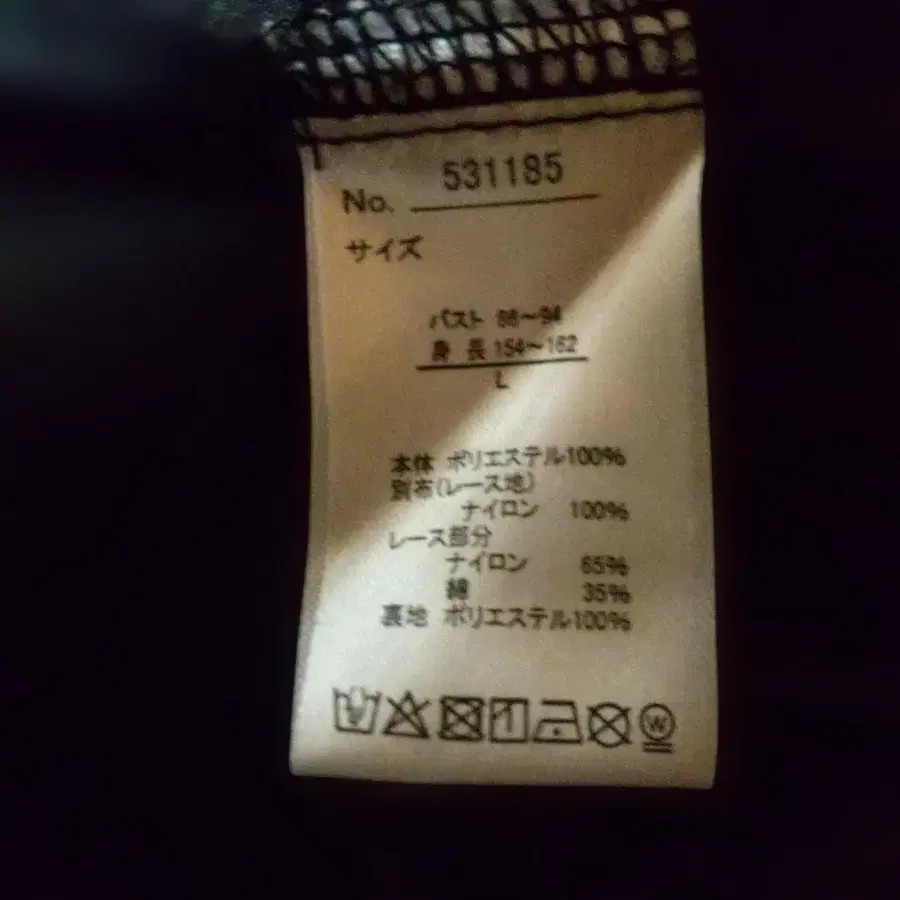 531185
No.
サイズ
バスト 86～94
身 長 154～162
L
本体 ポリエステル100%
別布(レース地)
ナイロン 100%
レース部分
ナイロン 65%
綿 35%
裏地 ポリエステル100%
W